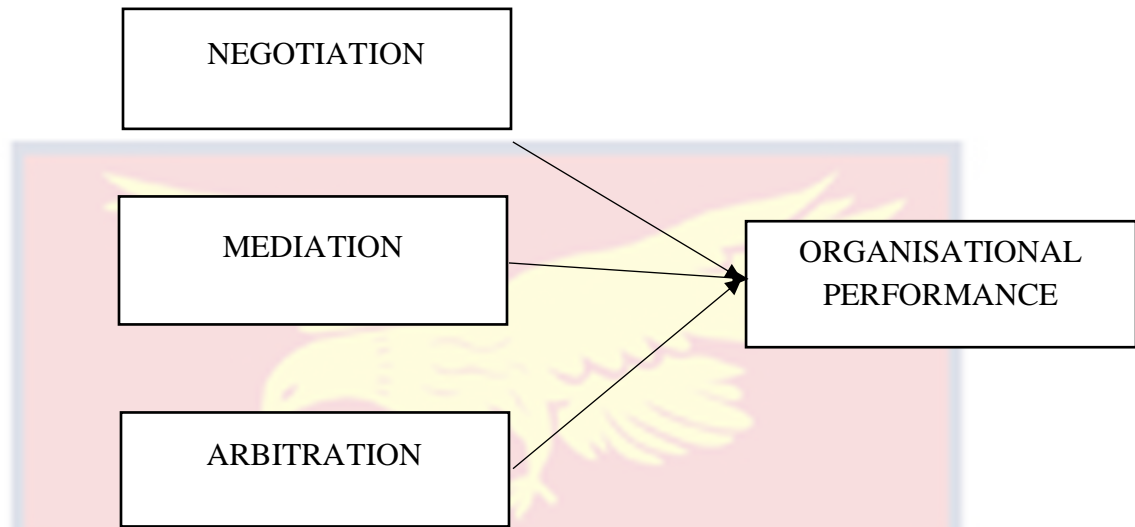 NEGOTIATION
MEDIATION
ARBITRATION
ORGANISATIONAL
PERFORMANCE